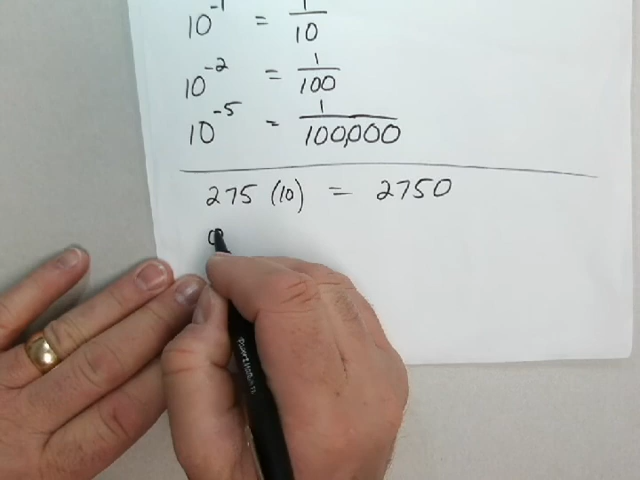 10^-1 = 1/10
10^-2 = 1/100
10^-5 = 1/100,000
275 (10) = 2750